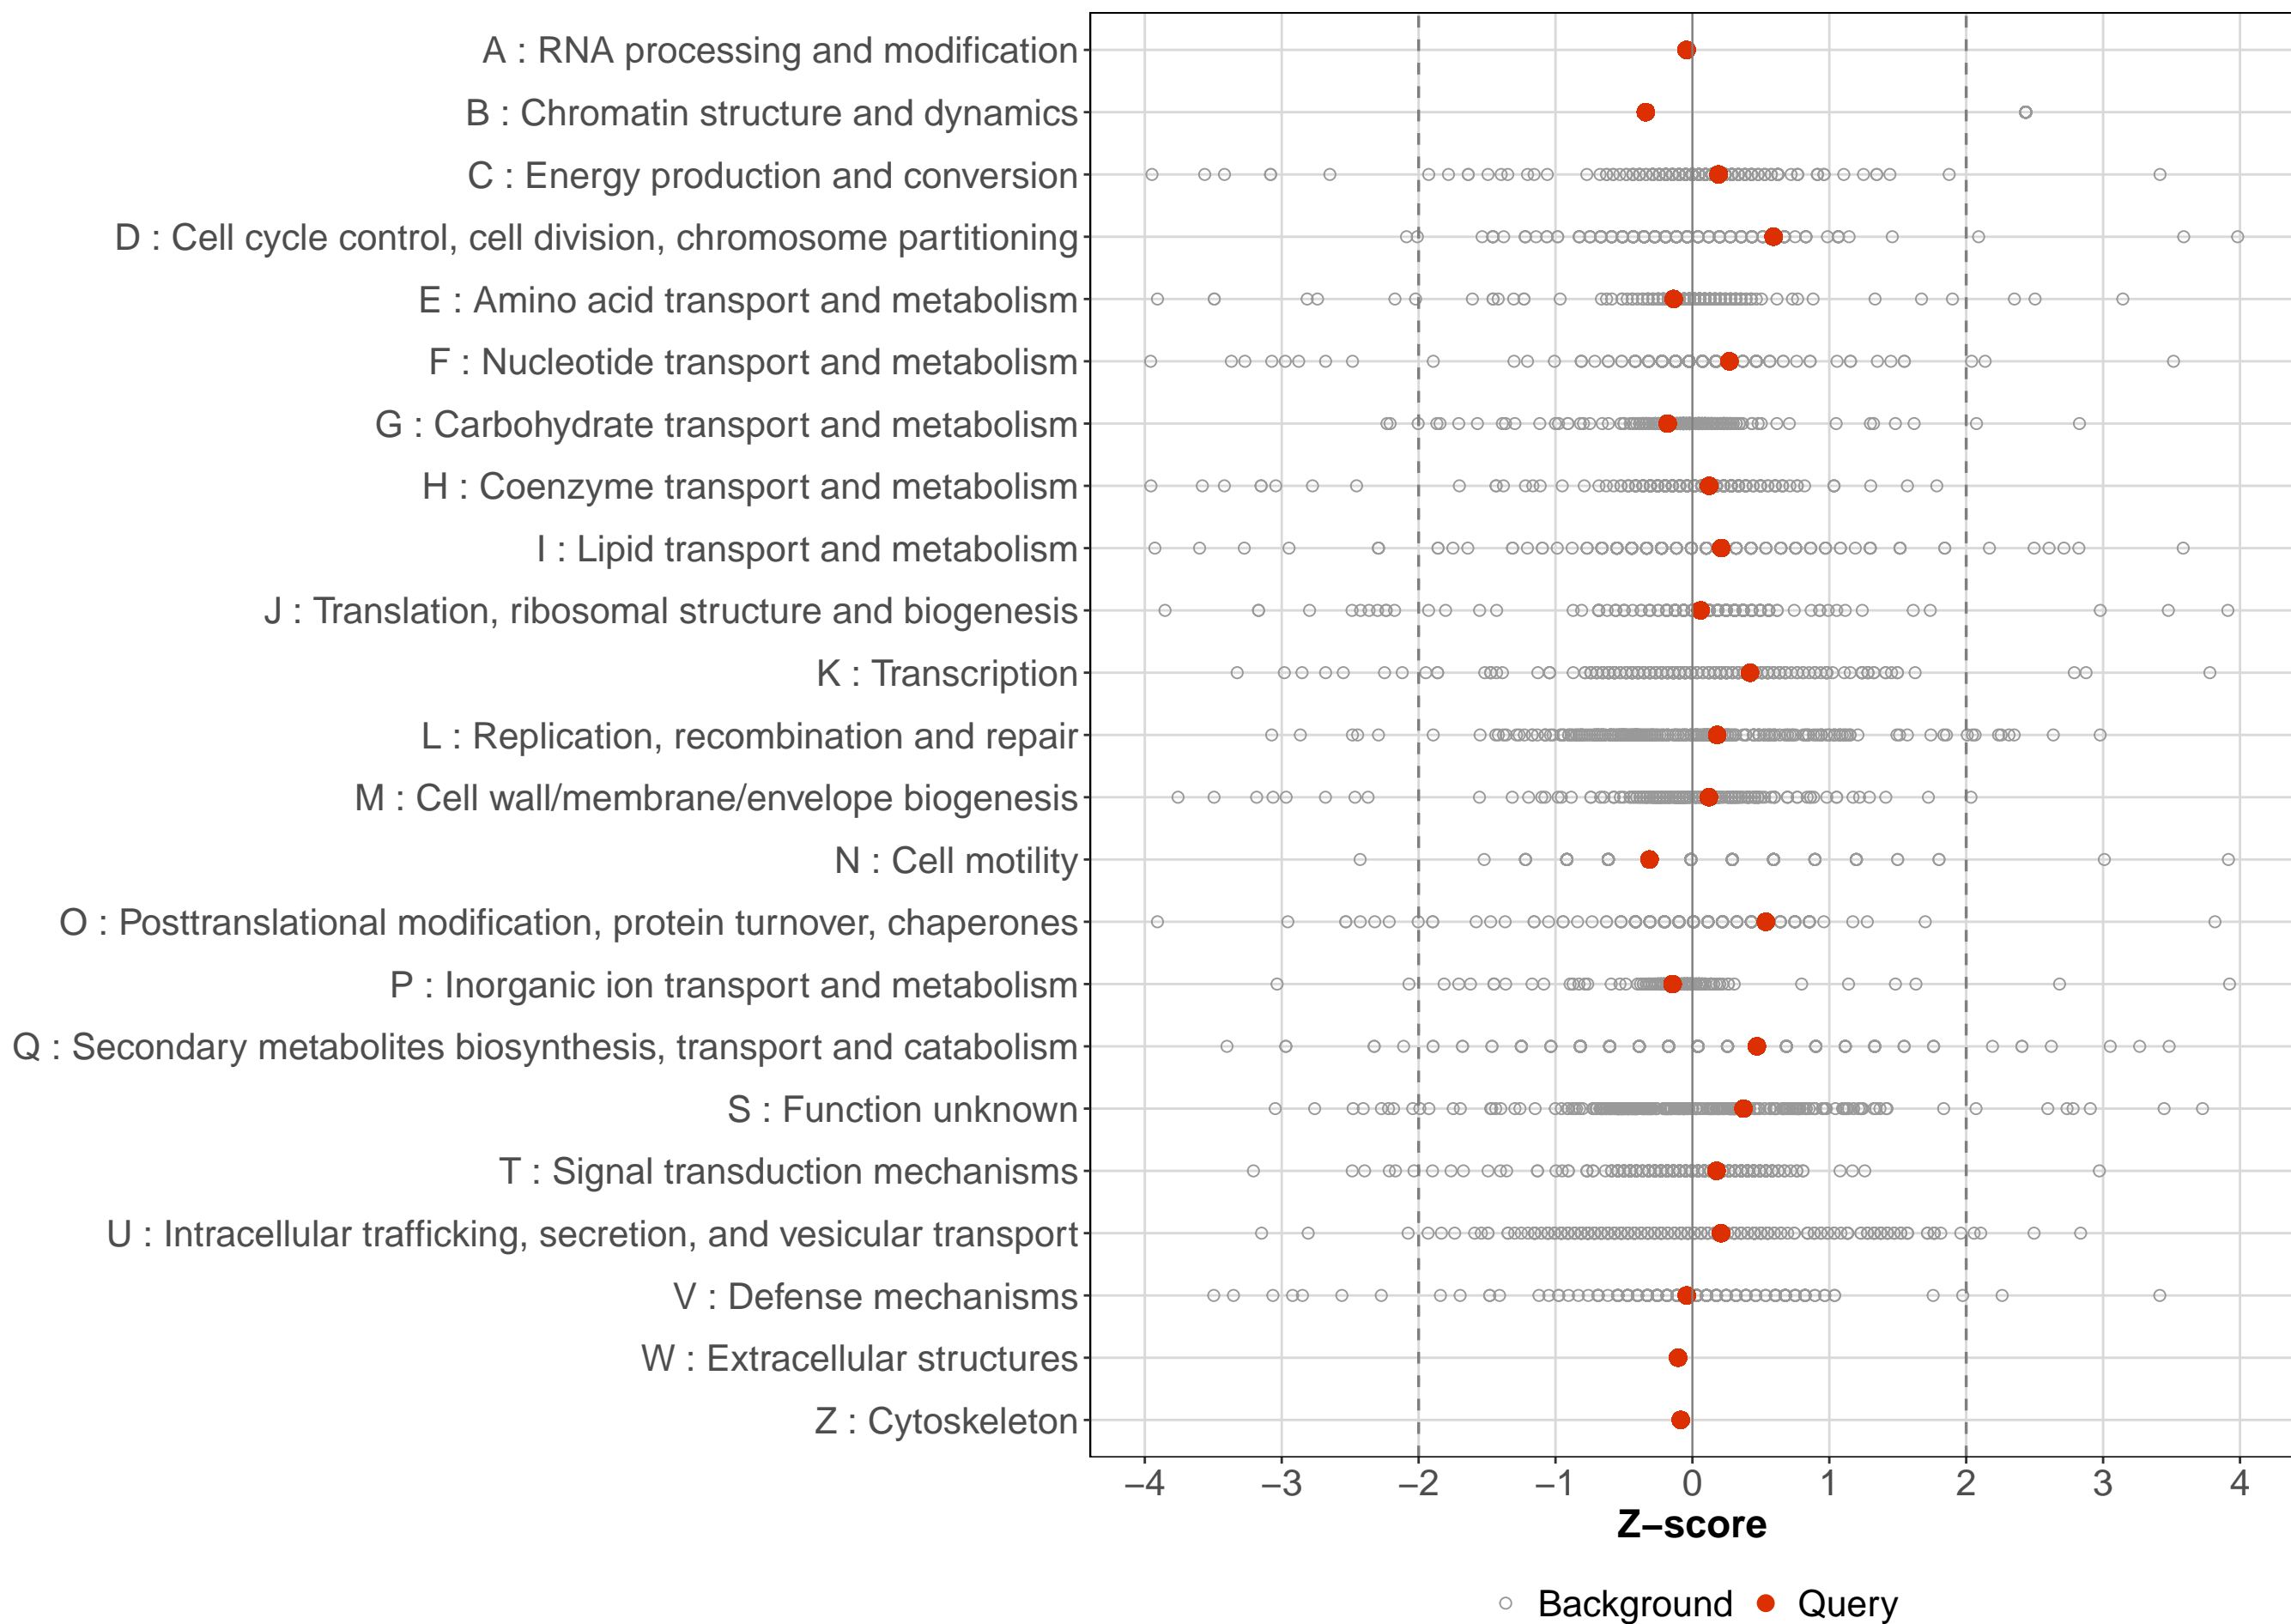 A : RNA processing and modification
B : Chromatin structure and dynamics
C : Energy production and conversion
D : Cell cycle control, cell division, chromosome partitioning
E : Amino acid transport and metabolism
F : Nucleotide transport and metabolism
G : Carbohydrate transport and metabolism
H : Coenzyme transport and metabolism
I : Lipid transport and metabolism
J : Translation, ribosomal structure and biogenesis
K : Transcription
L : Replication, recombination and repair
M : Cell wall/membrane/envelope biogenesis
N : Cell motility
O : Posttranslational modification, protein turnover, chaperones
P : Inorganic ion transport and metabolism
Q : Secondary metabolites biosynthesis, transport and catabolism
S : Function unknown
T : Signal transduction mechanisms
U : Intracellular trafficking, secretion, and vesicular transport
V : Defense mechanisms
W : Extracellular structures
Z : Cytoskeleton
−4 −3 −2 −1 0 1 2 3 4
Z−score
Background Query